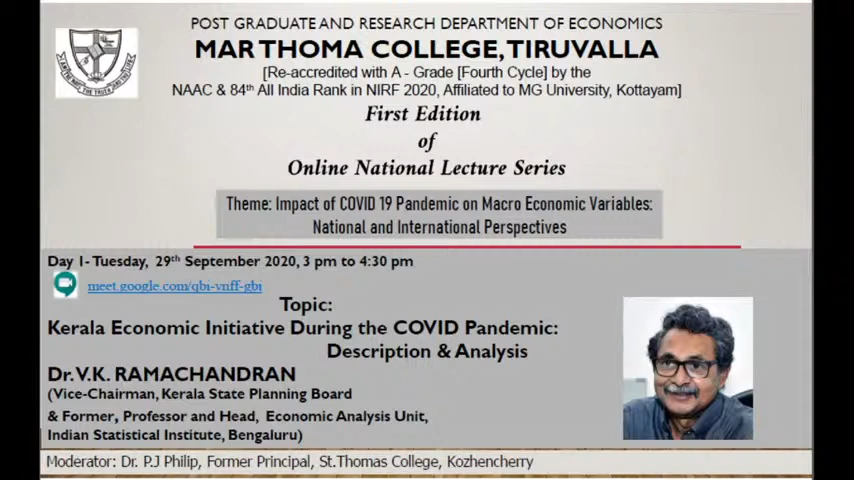 POST GRADUATE AND RESEARCH DEPARTMENT OF ECONOMICS
MAR THOMA COLLEGE, TIRUVALLA
[Re-accredited with A - Grade [Fourth Cycle] by the
NAAC & 84th All India Rank in NIRF 2020, Affiliated to MG University, Kottayam]
First Edition
of
Online National Lecture Series
Theme: Impact of COVID 19 Pandemic on Macro Economic Variables:
National and International Perspectives
Day 1- Tuesday, 29th September 2020, 3 pm to 4:30 pm
meet.google.com/qbi-vnff-gbi
Topic:
Kerala Economic Initiative During the COVID Pandemic:
Description & Analysis
Dr. V.K. RAMACHANDRAN
(Vice-Chairman, Kerala State Planning Board
& Former, Professor and Head, Economic Analysis Unit,
Indian Statistical Institute, Bengaluru)
Moderator: Dr. P.J Philip, Former Principal, St.Thomas College, Kozhencherry